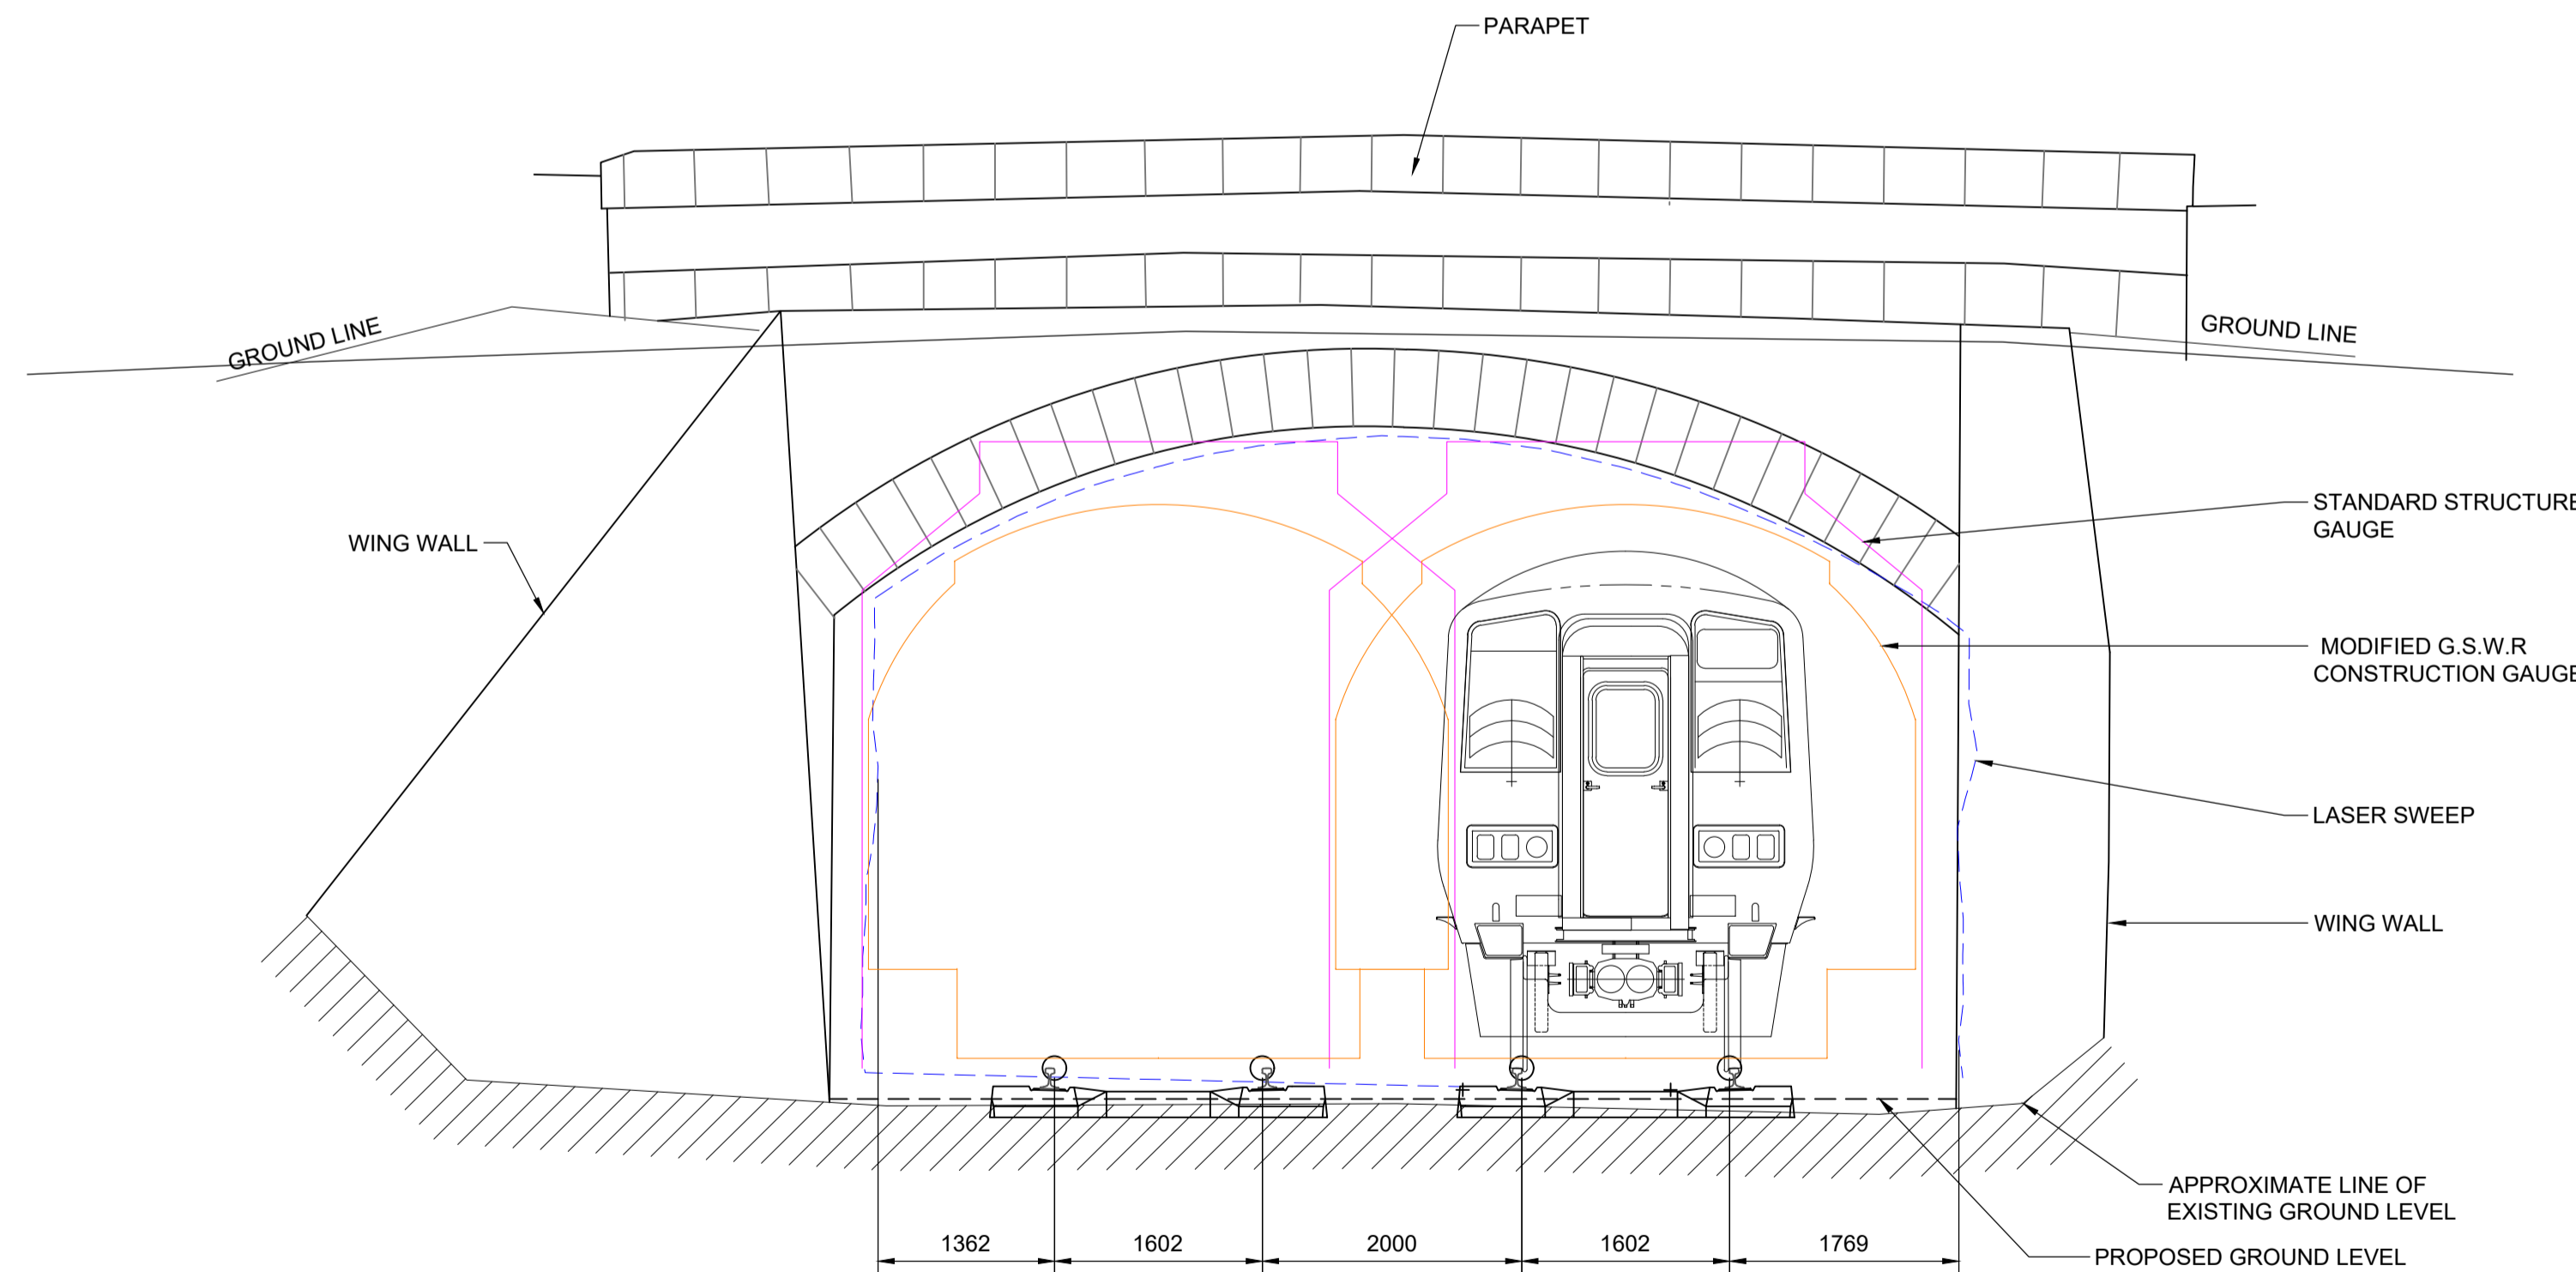 PARAPET
GROUND LINE
GROUND LINE
WING WALL
STANDARD STRUCTURE
GAUGE
MODIFIED G.S.W.R
CONSTRUCTION GAUGE
LASER SWEEP
WING WALL
APPROXIMATE LINE OF
EXISTING GROUND LEVEL
PROPOSED GROUND LEVEL
1362 1602 2000 1602 1769